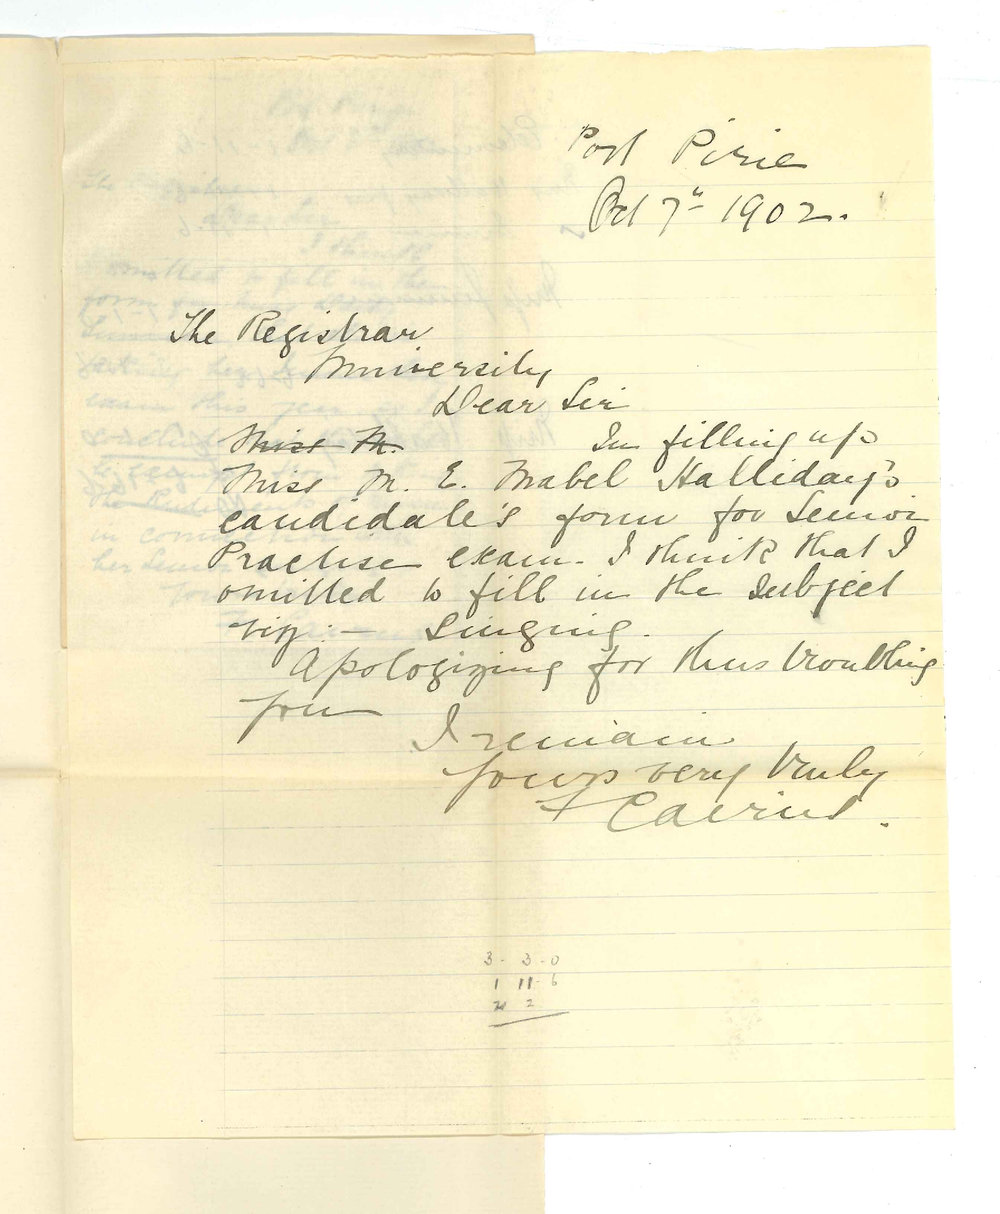 Port Pirie
Oct 7th 1902.
The Registrar
University
Dear Sir
Miss M. In filling up
Miss M. E. Mabel Halliday's
candidate's form for Senior
Practise exam. I think that I
omitted to fill in the Subject
viz: — Singing.
Apologizing for thus troubling
you
I remain
Yours very truly
3 - 3 - 0
1 11 - 6
2